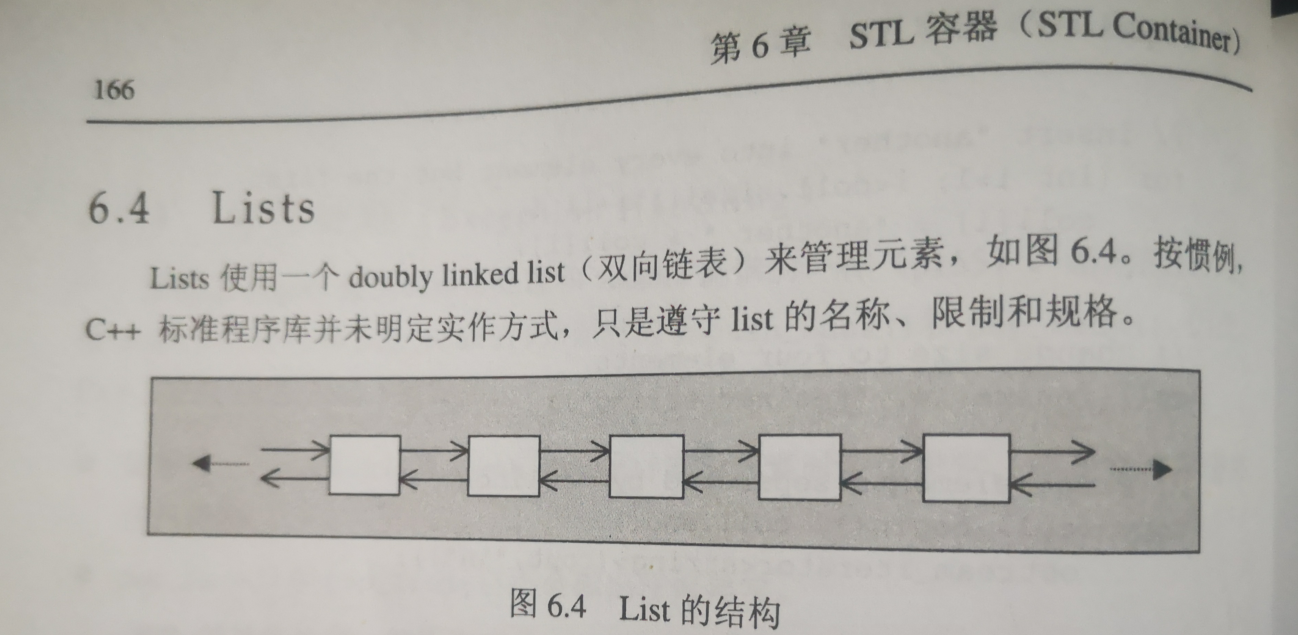 第 6 章 STL 容器（STL Container）
166
6.4 Lists
Lists 使用一个 doubly linked list（双向链表）来管理元素，如图 6.4。按惯例，
C++ 标准程序库并未明定实作方式，只是遵守 list 的名称、限制和规格。
图 6.4 List 的结构